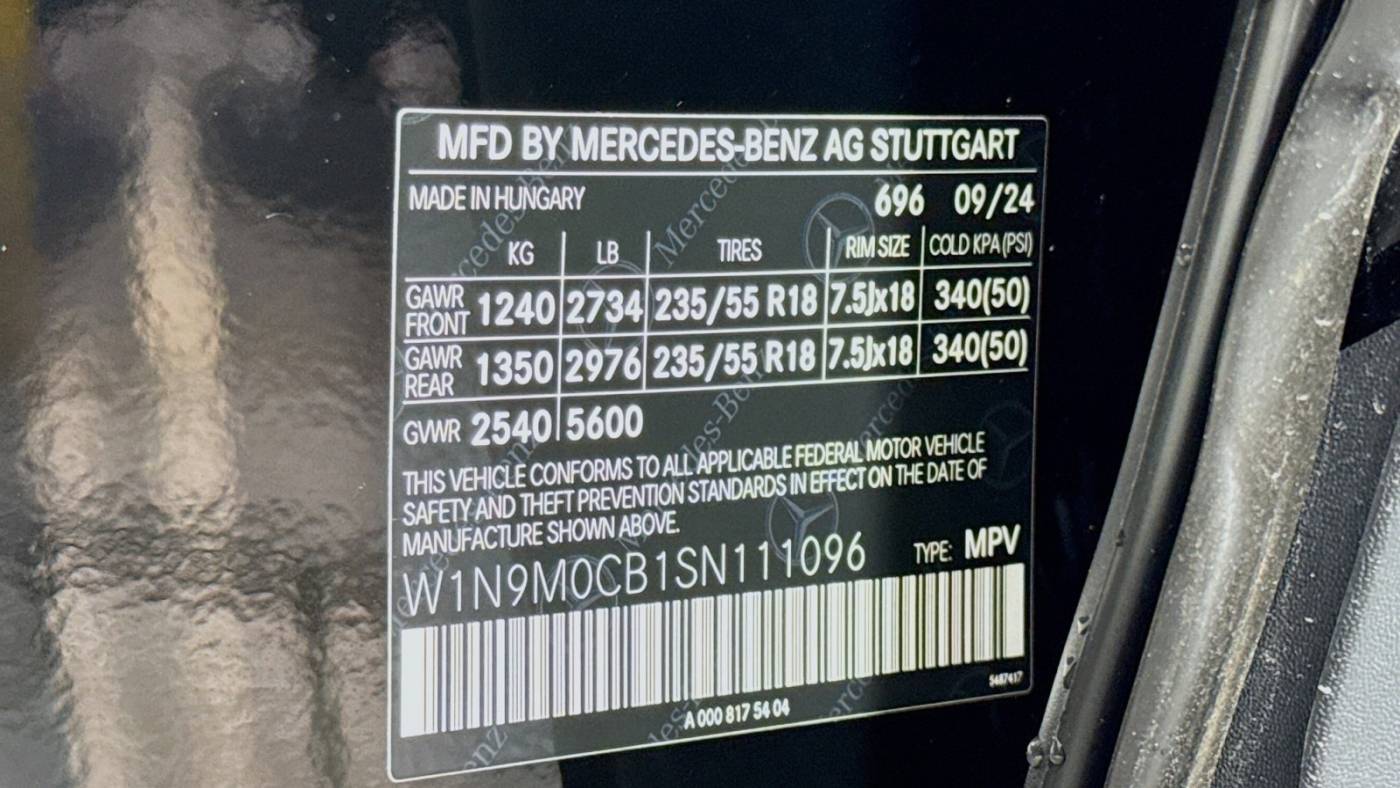 MFD BY MERCEDES-BENZ AG STUTTGART
MADE IN HUNGARY 696 09/24
KG LB TIRES RIM SIZE COLD KPA (PSI)
GAWR FRONT 1240 2734 235/55 R18 7.5Jx18 340(50)
GAWR REAR 1350 2976 235/55 R18 7.5Jx18 340(50)
GVWR 2540 5600
THIS VEHICLE CONFORMS TO ALL APPLICABLE FEDERAL MOTOR VEHICLE
SAFETY AND THEFT PREVENTION STANDARDS IN EFFECT ON THE DATE OF
MANUFACTURE SHOWN ABOVE.
W1N9M0CB1SN111096 TYPE: MPV
5487417
A 000 817 54 04